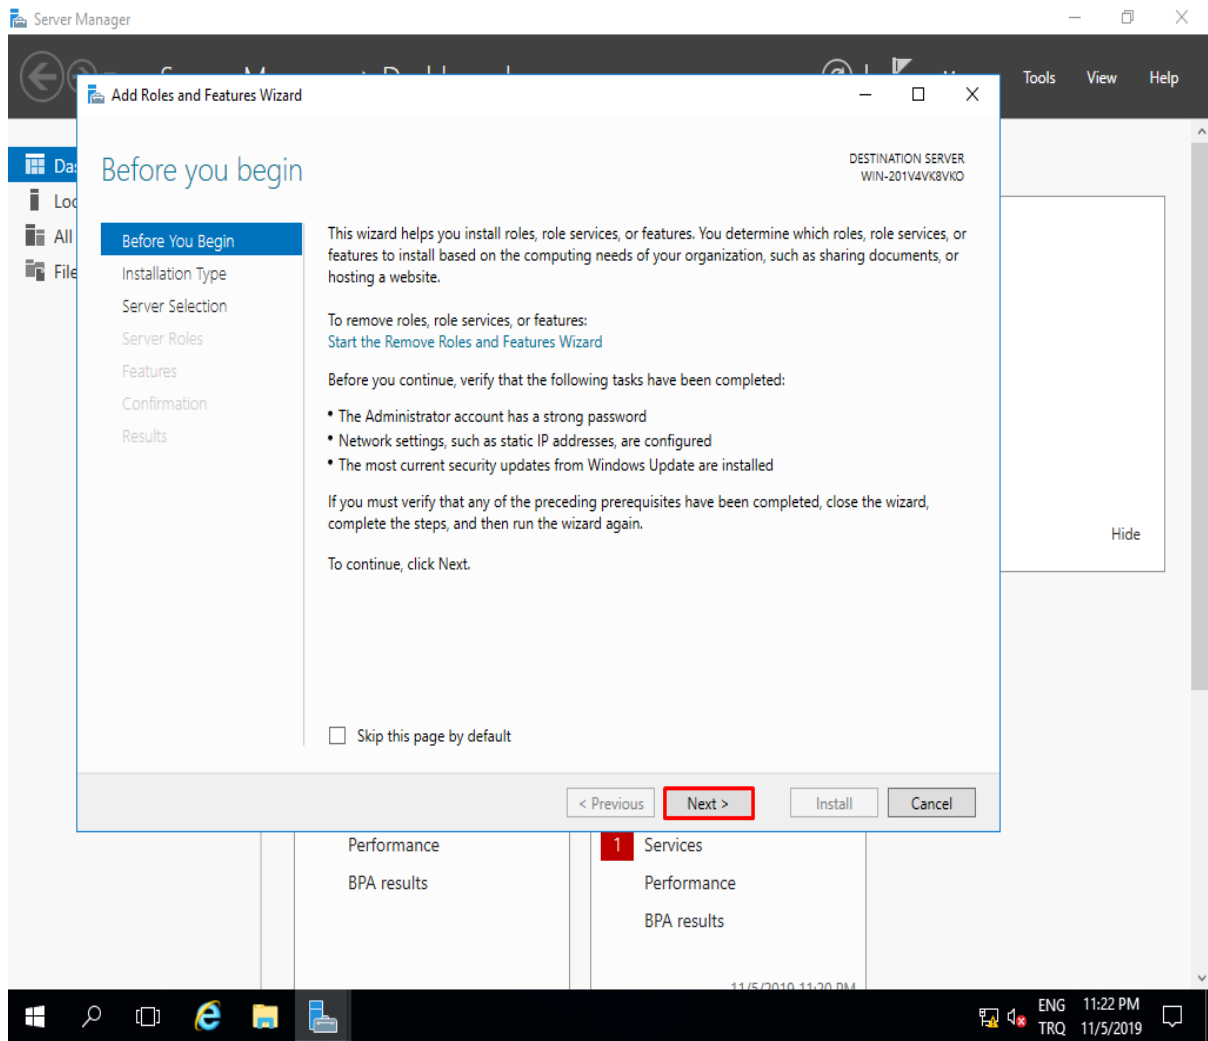 Server Manager
Tools View Help
Add Roles and Features Wizard
Before you begin
DESTINATION SERVER
WIN-201V4VK8VKO
All
Before You Begin
Installation Type
Server Selection
Server Roles
Features
Confirmation
Results
This wizard helps you install roles, role services, or features. You determine which roles, role services, or
features to install based on the computing needs of your organization, such as sharing documents, or
hosting a website.
To remove roles, role services, or features:
Start the Remove Roles and Features Wizard
Before you continue, verify that the following tasks have been completed:
• The Administrator account has a strong password
• Network settings, such as static IP addresses, are configured
• The most current security updates from Windows Update are installed
If you must verify that any of the preceding prerequisites have been completed, close the wizard,
complete the steps, and then run the wizard again.
To continue, click Next.
Hide
Skip this page by default
< Previous Next > Install Cancel
Performance
BPA results
1 Services
Performance
BPA results
11/5/2019 11:20 PM
ENG 11:22 PM
TRQ 11/5/2019